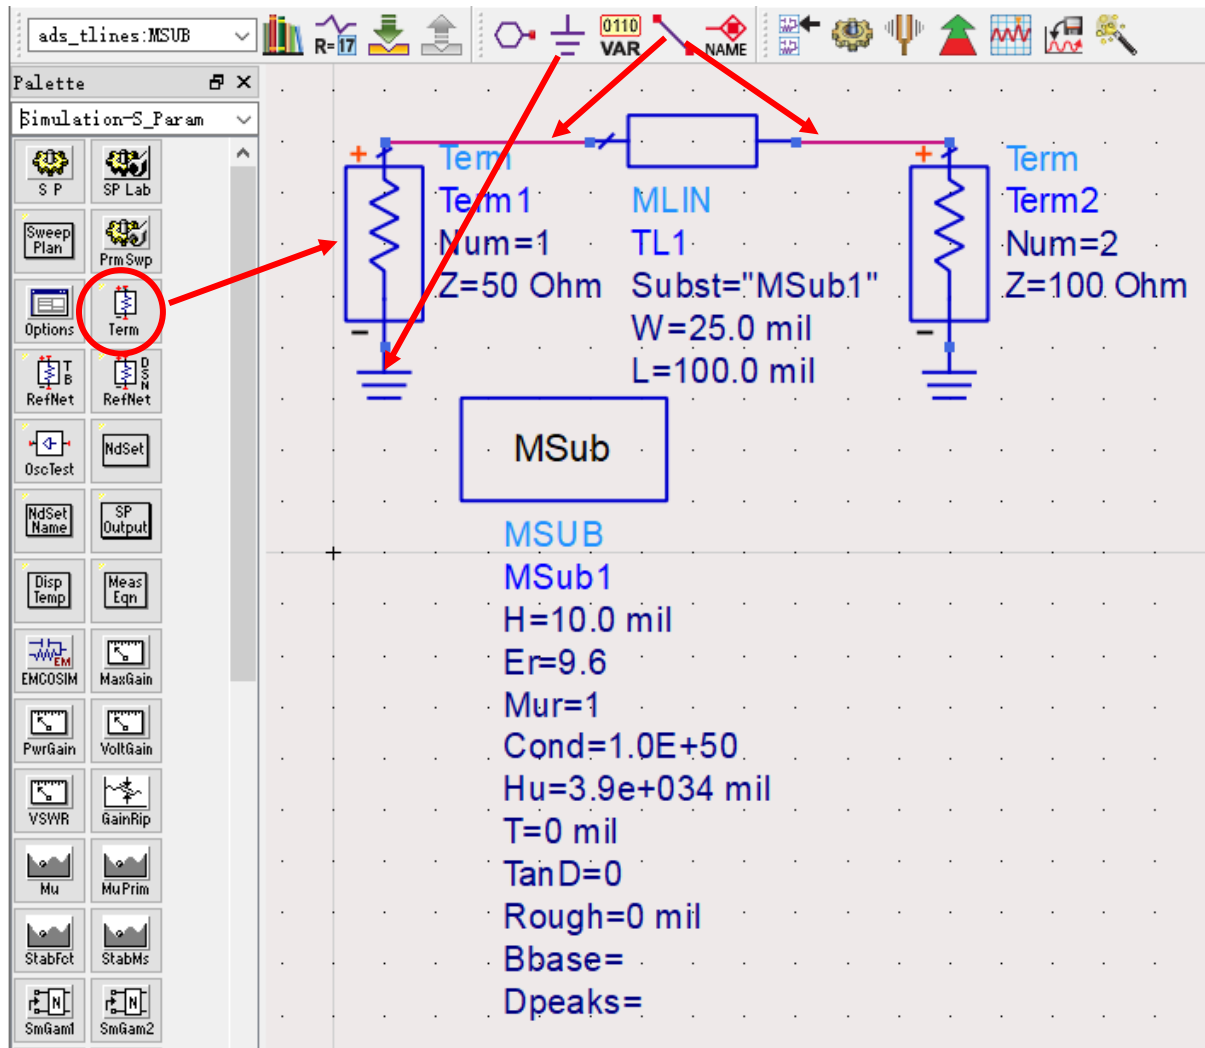 ads_tlines:MSUB
R=17
0110
VAR
NAME
Palette
Simulation-S_Param
S P
SP Lab
Sweep
Plan
PrmSwp
Options
Term
T
B
RefNet
D
S
N
RefNet
OscTest
NdSet
NdSet
Name
SP
Output
Disp
Temp
Meas
Eqn
EM
EMCOSIM
MaxGain
PwrGain
VoltGain
VSWR
GainRip
Mu
MuPrim
StabFct
StabMs
N
SmGam1
N
SmGam2
+
-
Term
Term1
Num=1
Z=50 Ohm
MLIN
TL1
Subst="MSub1"
W=25.0 mil
L=100.0 mil
+
-
Term
Term2
Num=2
Z=100 Ohm
MSub
MSUB
MSub1
H=10.0 mil
Er=9.6
Mur=1
Cond=1.0E+50
Hu=3.9e+034 mil
T=0 mil
TanD=0
Rough=0 mil
Bbase=
Dpeaks=